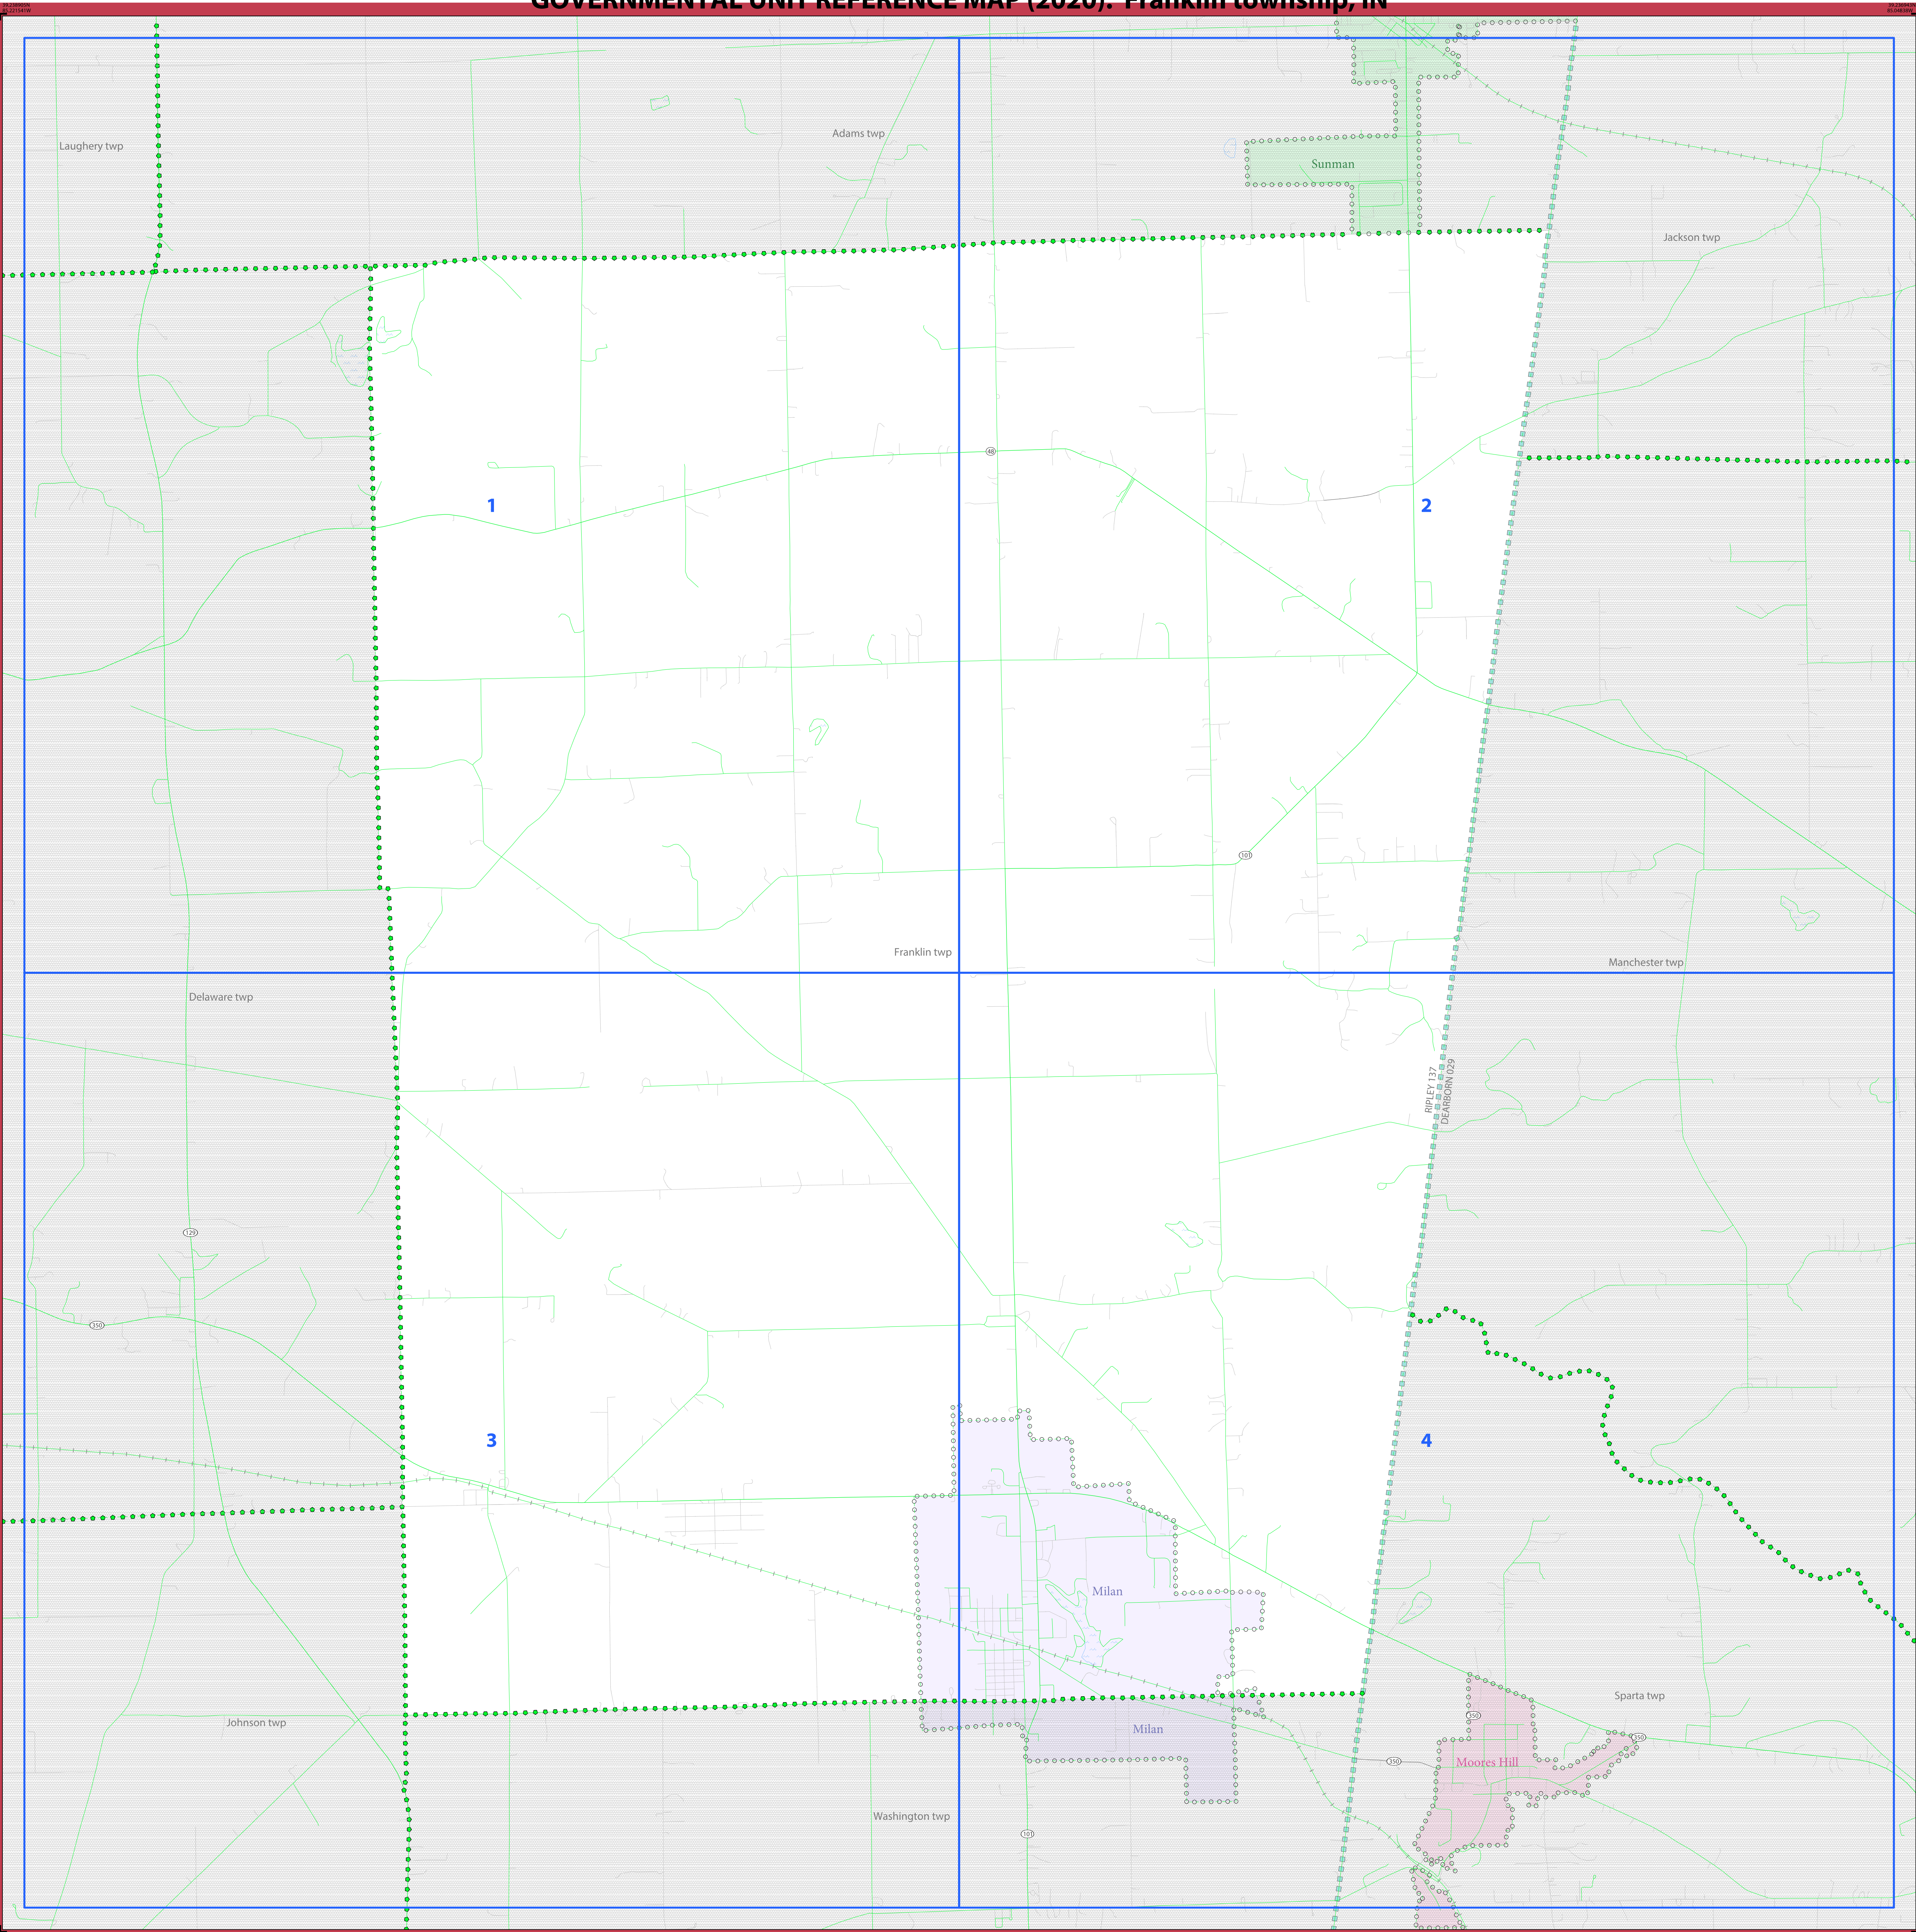 GOVERNMENTAL UNIT REFERENCE MAP (2020): Franklin township, IN
Laughery twp
Adams twp
Sunman
Jackson twp
48
1
2
101
Franklin twp
Manchester twp
Delaware twp
RIPLEY 137
DEARBORN 029
129
350
3
4
Milan
Sparta twp
350
Johnson twp
Milan
350
350
Moores Hill
Washington twp
101